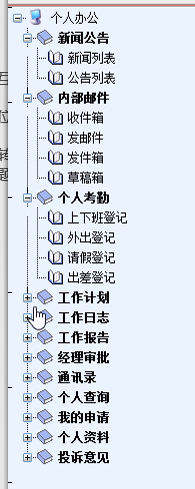 个人办公
新闻公告
新闻列表
公告列表
内部邮件
收件箱
发邮件
发件箱
草稿箱
个人考勤
上下班登记
外出登记
请假登记
出差登记
工作计划
工作日志
工作报告
经理审批
通讯录
个人查询
我的申请
个人资料
投诉意见